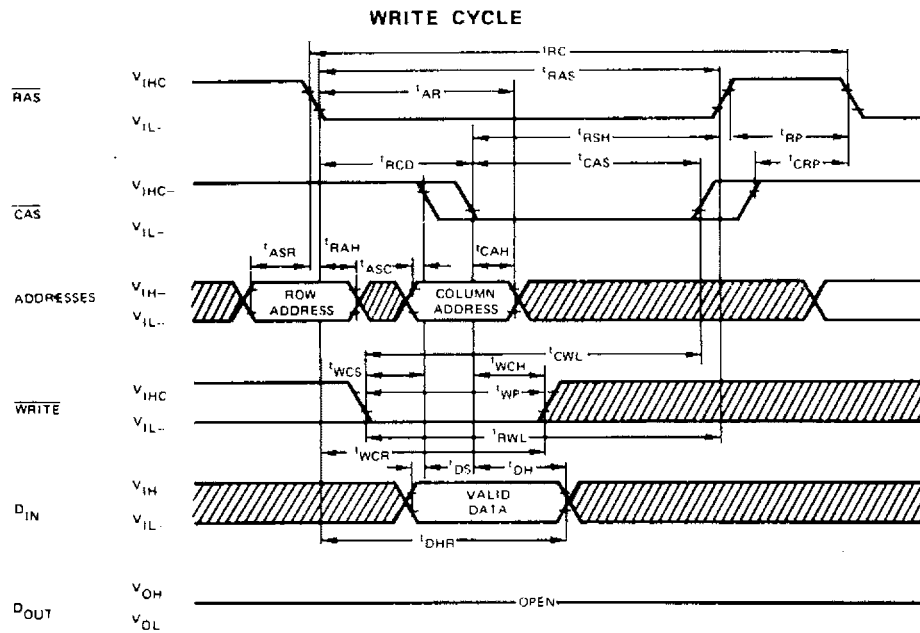 WRITE CYCLE
tRC
tRAS
tAR
RAS
VIHC
VIL-
tRSH
tRP
tRCD
tCAS
tCRP
CAS
VIHC-
VIL-
tASR
tRAH
tASC
tCAH
ADDRESSES
VIH-
VIL-
ROW
ADDRESS
COLUMN
ADDRESS
tCWL
tWCS
tWCH
tWP
WRITE
VIHC
VIL-
tRWL
tWCR
tDS
tDH
DIN
VIH
VIL-
VALID
DATA
tDHR
DOUT
VOH
VOL
OPEN